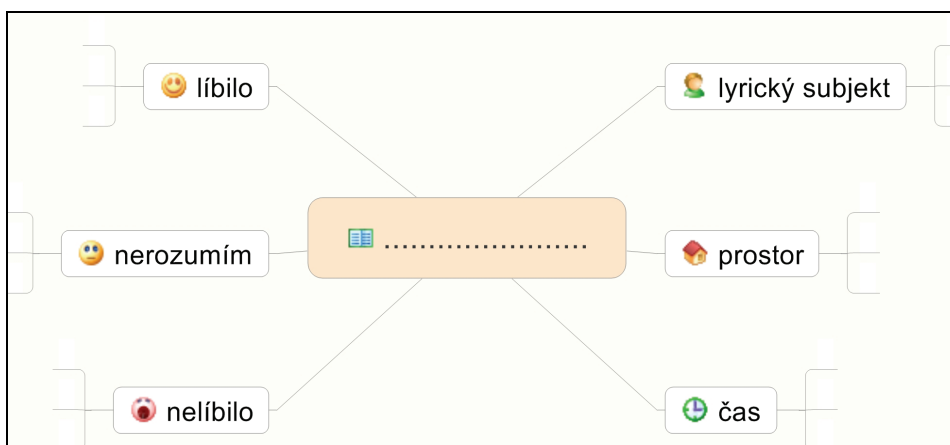 líbilo
lyrický subjekt
nerozumím
.......................
prostor
nelíbilo
čas